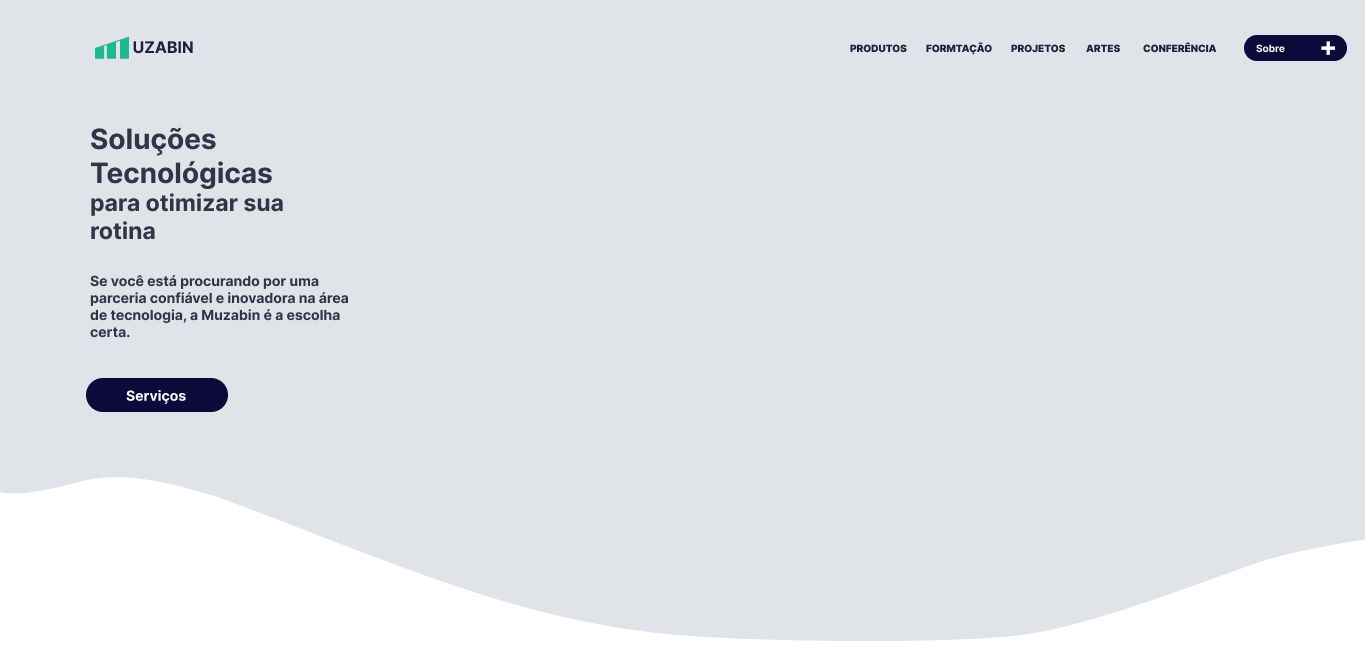 UZABIN
PRODUTOS
FORMTAÇÃO
PROJETOS
ARTES
CONFERÊNCIA
Sobre
Soluções
Tecnológicas
para otimizar sua
rotina
Se você está procurando por uma
parceria confiável e inovadora na área
de tecnologia, a Muzabin é a escolha
certa.
Serviços